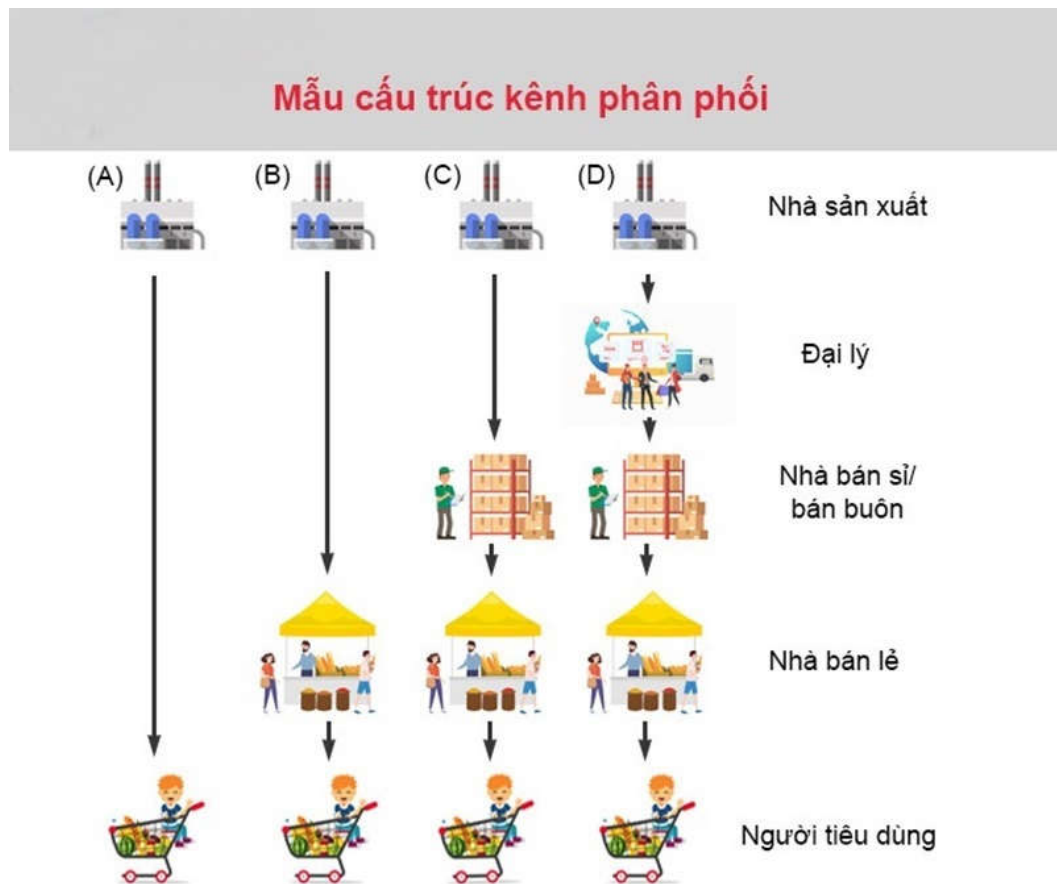 Mẫu cấu trúc kênh phân phối
(A) (B) (C) (D)
Nhà sản xuất
Đại lý
Nhà bán sỉ/
bán buôn
Nhà bán lẻ
Người tiêu dùng